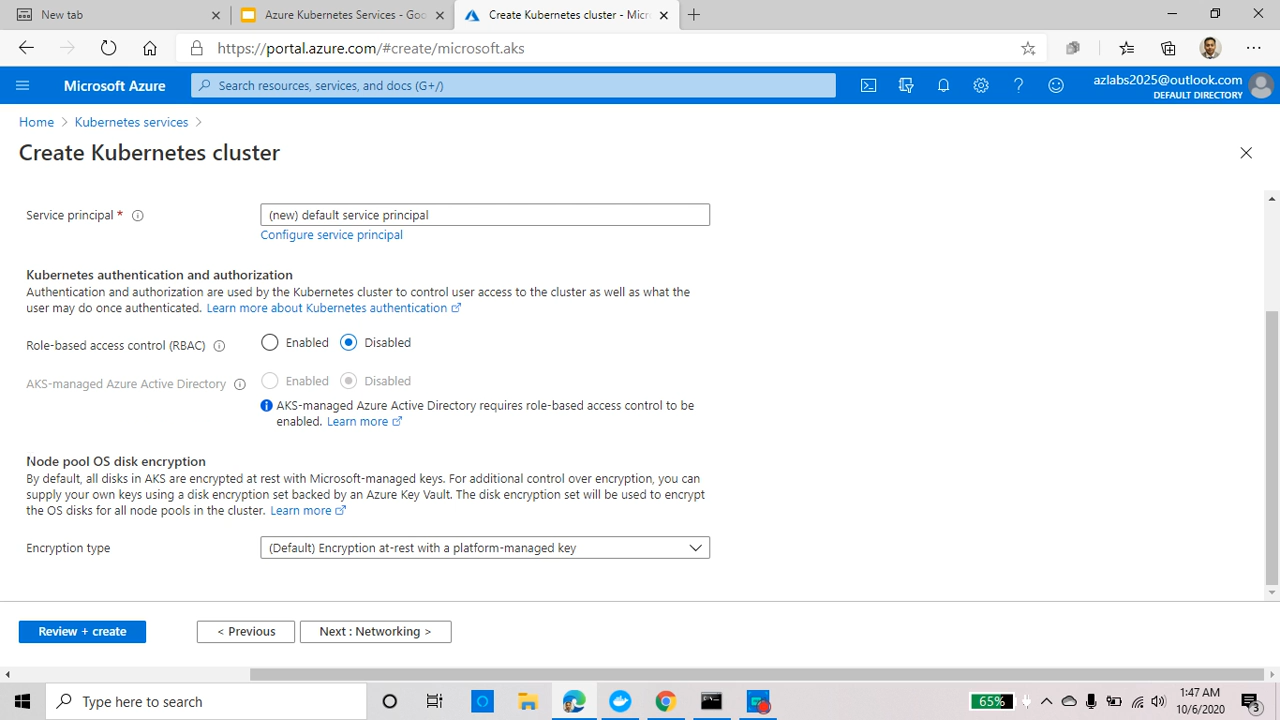 New tab
Azure Kubernetes Services - Goo
Create Kubernetes cluster - Micr
https://portal.azure.com/#create/microsoft.aks
Microsoft Azure
Search resources, services, and docs (G+/)
azlabs2025@outlook.com
DEFAULT DIRECTORY
Home > Kubernetes services >
Create Kubernetes cluster
Service principal *
(new) default service principal
Configure service principal
Kubernetes authentication and authorization
Authentication and authorization are used by the Kubernetes cluster to control user access to the cluster as well as what the
user may do once authenticated. Learn more about Kubernetes authentication
Role-based access control (RBAC)
Enabled
Disabled
AKS-managed Azure Active Directory
Enabled
Disabled
AKS-managed Azure Active Directory requires role-based access control to be
enabled. Learn more
Node pool OS disk encryption
By default, all disks in AKS are encrypted at rest with Microsoft-managed keys. For additional control over encryption, you can
supply your own keys using a disk encryption set backed by an Azure Key Vault. The disk encryption set will be used to encrypt
the OS disks for all node pools in the cluster. Learn more
Encryption type
(Default) Encryption at-rest with a platform-managed key
Review + create
< Previous
Next : Networking >
Type here to search
65%
1:47 AM
10/6/2020
3